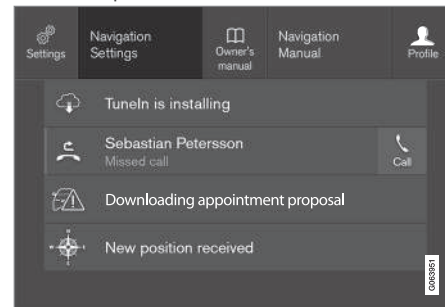 Settings
Navigation
Settings
Owner's
manual
Navigation
Manual
Profile
TuneIn is installing
Sebastian Petersson
Missed call
Call
Downloading appointment proposal
New position received
G063951